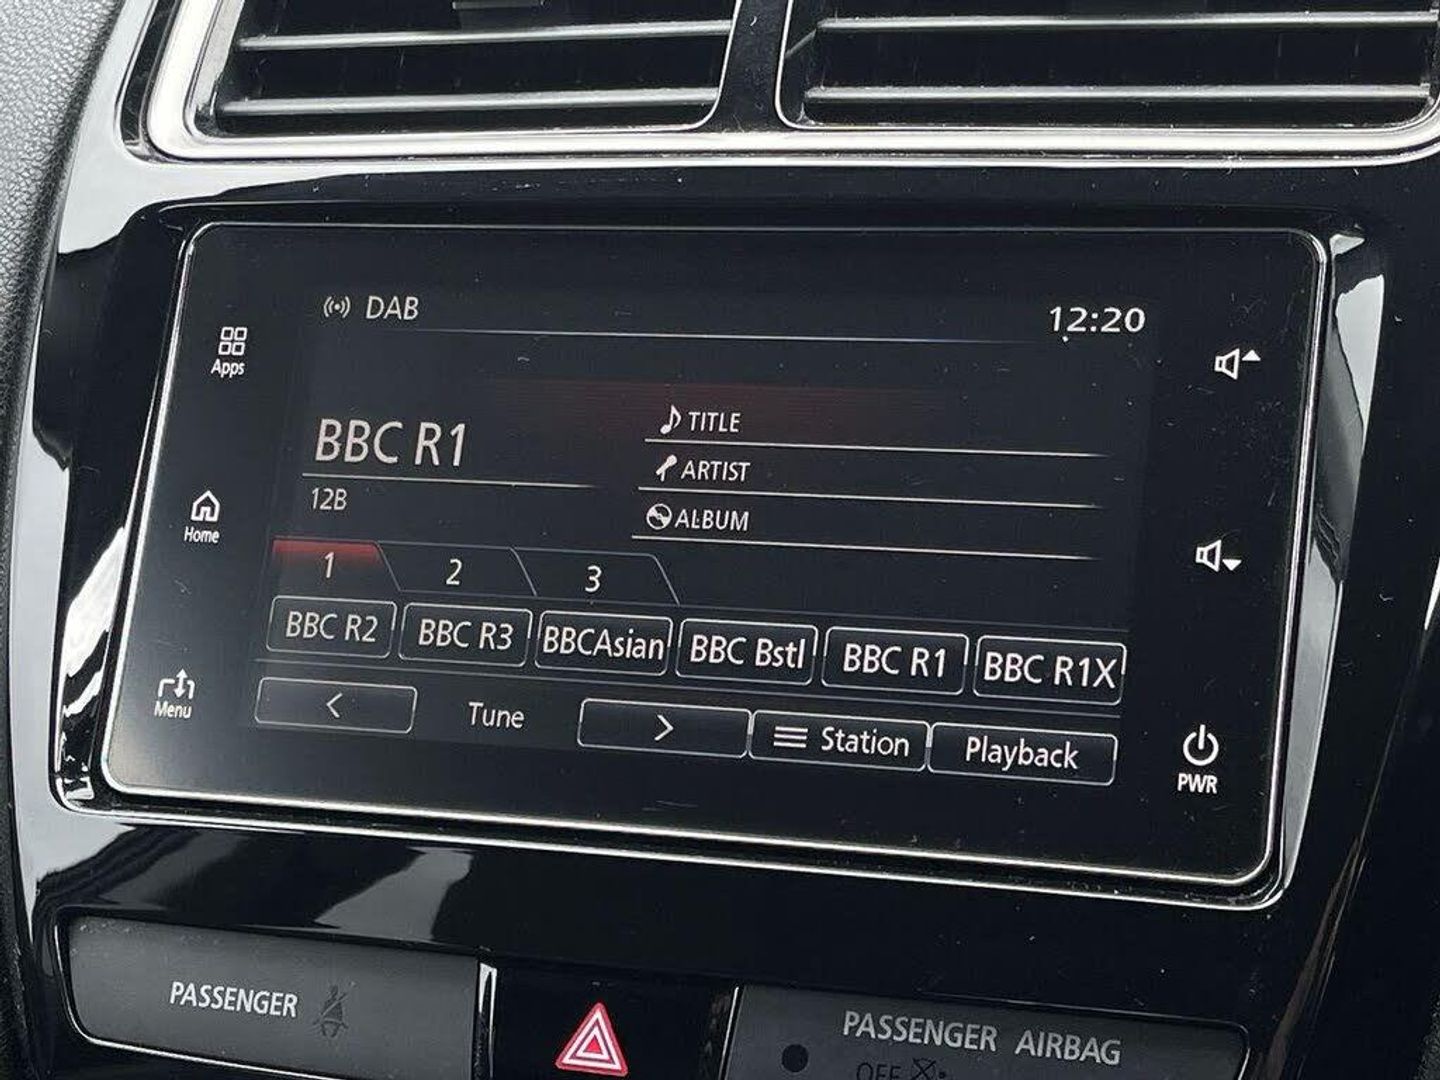 DAB
12:20
Apps
BBC R1
TITLE
12B
ARTIST
Home
ALBUM
1 2 3
BBC R2 BBC R3 BBCAsian BBC Bstl BBC R1 BBC R1X
Menu
< Tune > Station Playback
PWR
PASSENGER
PASSENGER AIRBAG
OFF